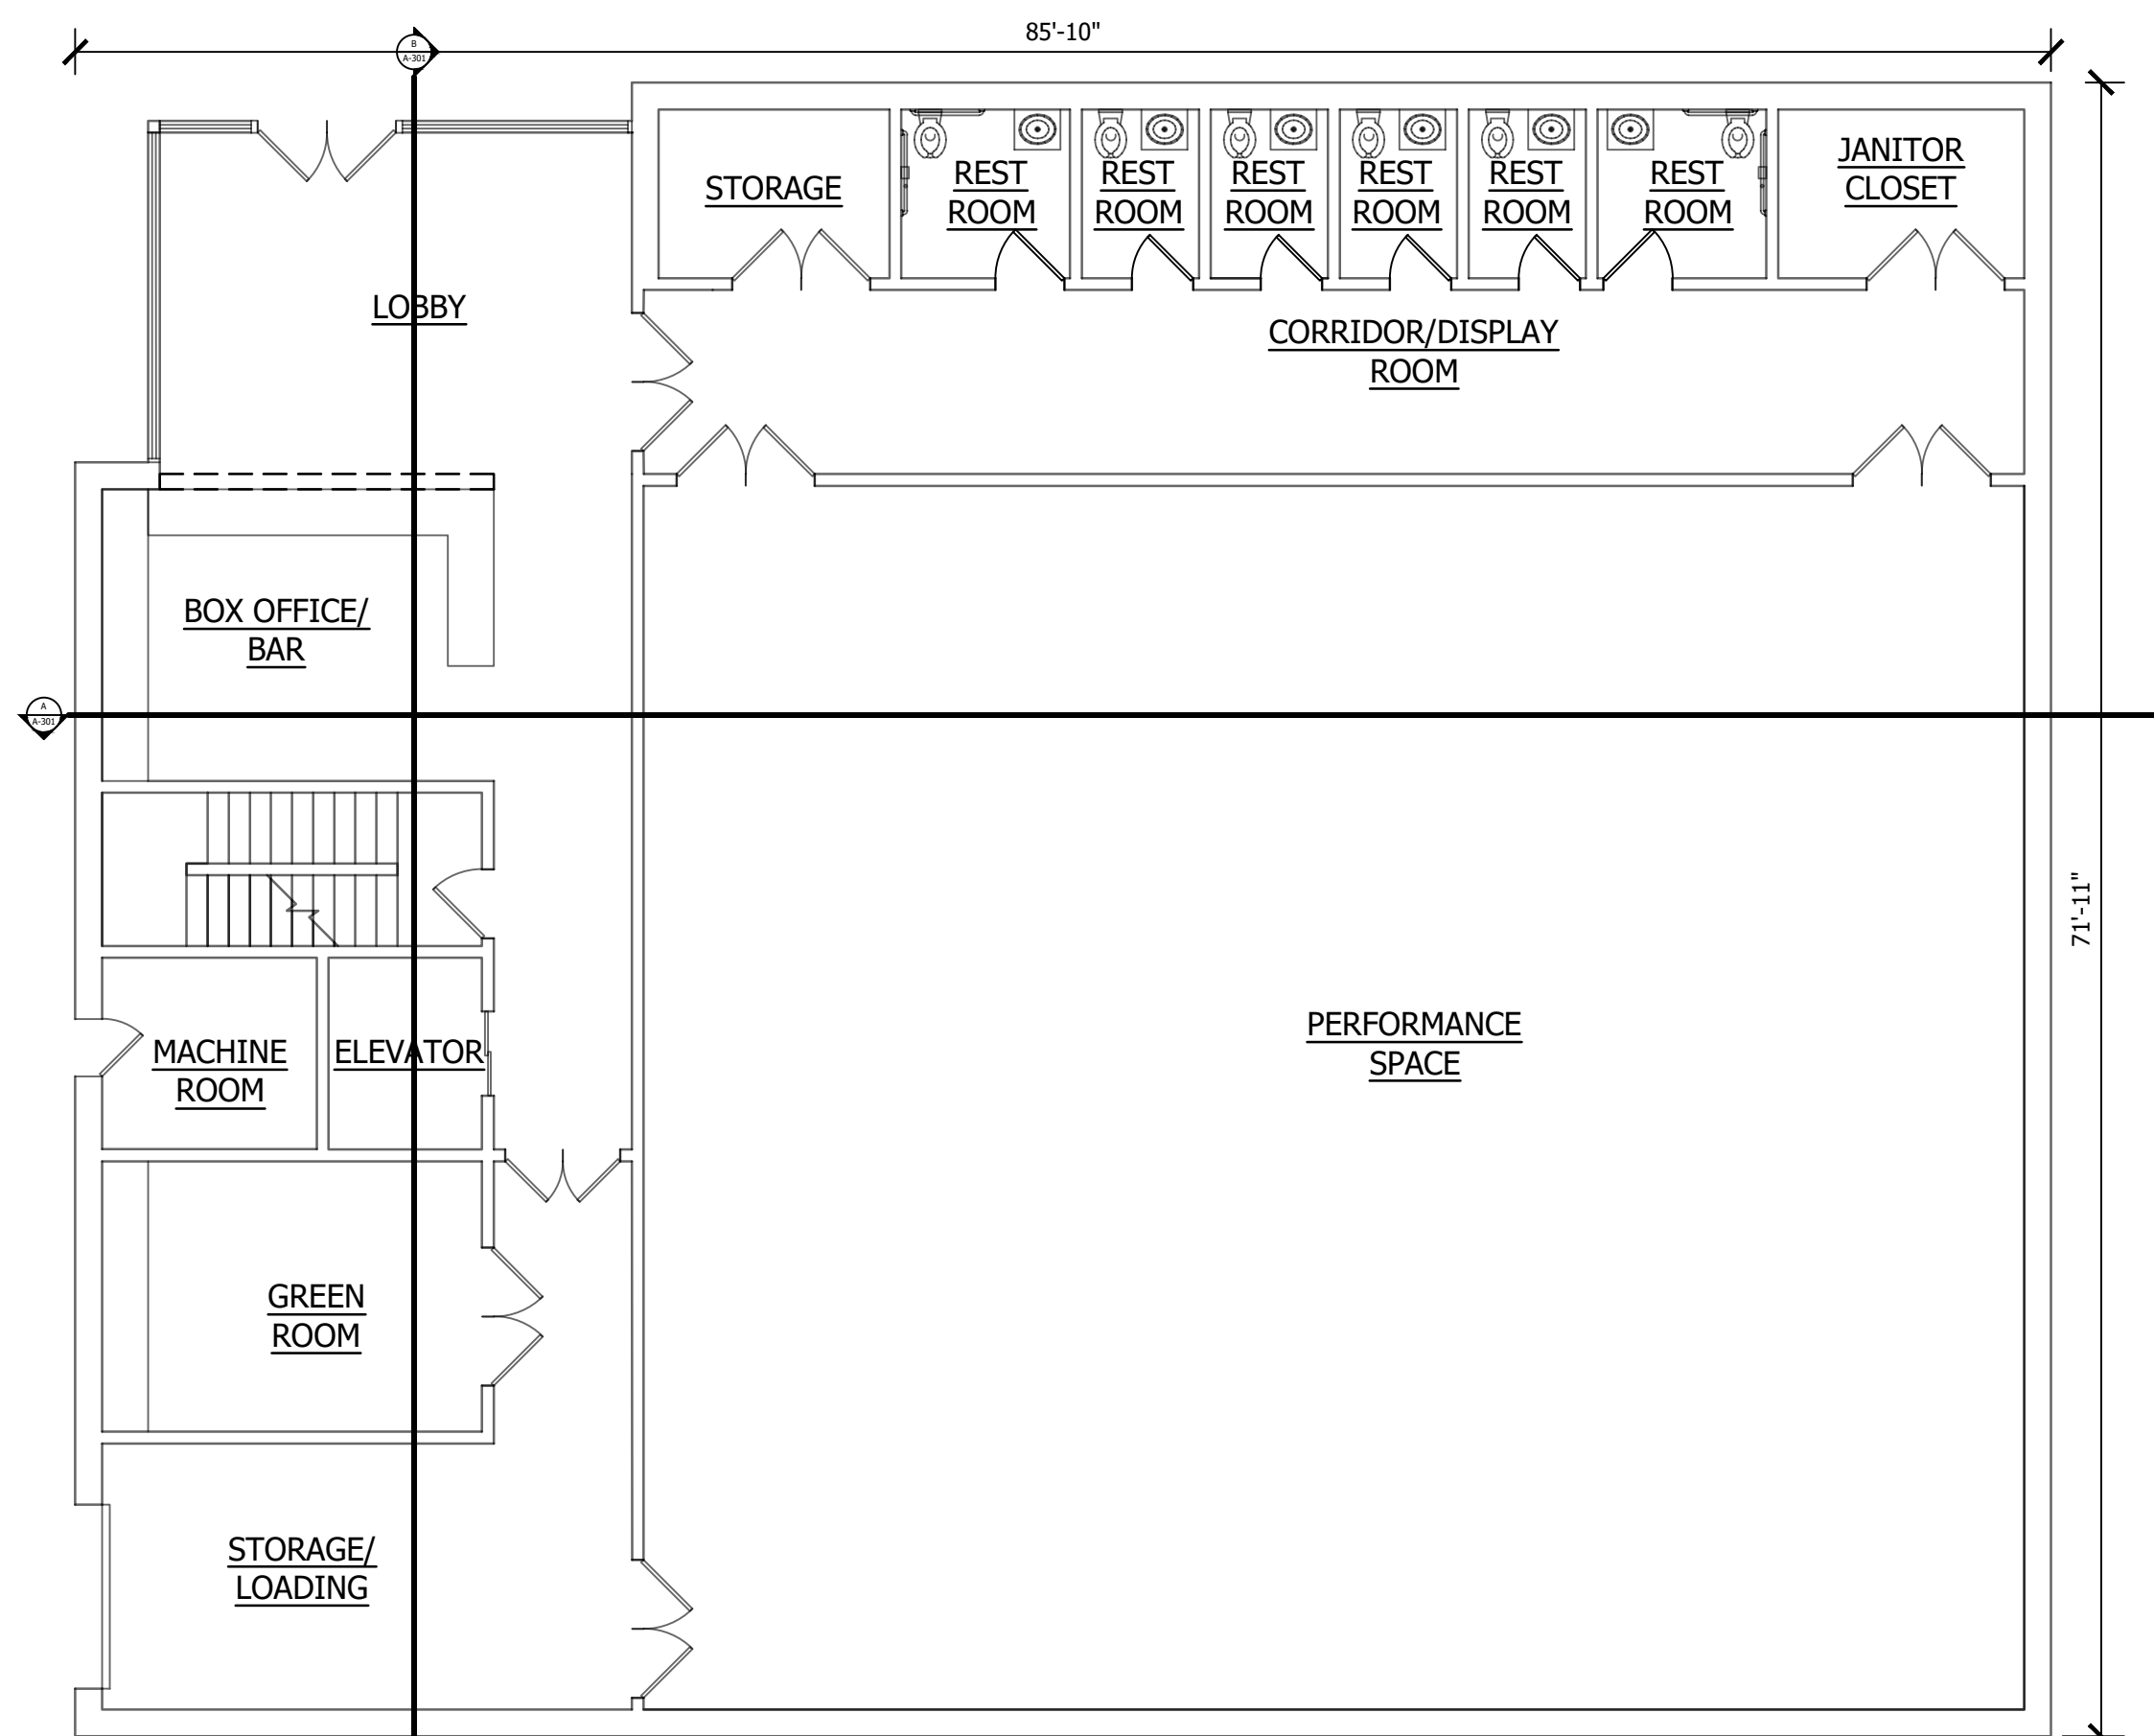 85'-10"
B
A-301
STORAGE
REST
ROOM
REST
ROOM
REST
ROOM
REST
ROOM
REST
ROOM
REST
ROOM
JANITOR
CLOSET
LOBBY
CORRIDOR/DISPLAY
ROOM
BOX OFFICE/
BAR
A
A-301
71'-11"
MACHINE
ROOM
ELEVATOR
PERFORMANCE
SPACE
GREEN
ROOM
STORAGE/
LOADING